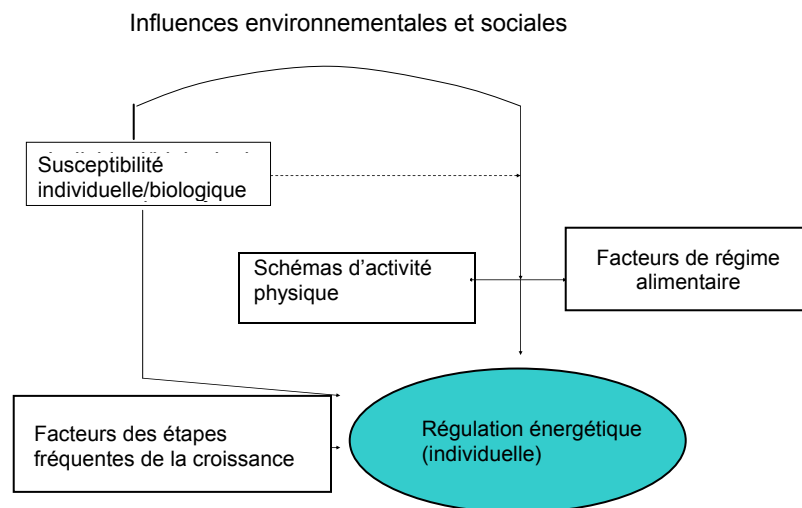 Influences environnementales et sociales
Susceptibilité
individuelle/biologique
Schémas d’activité
physique
Facteurs de régime
alimentaire
Facteurs des étapes
fréquentes de la croissance
Régulation énergétique
(individuelle)